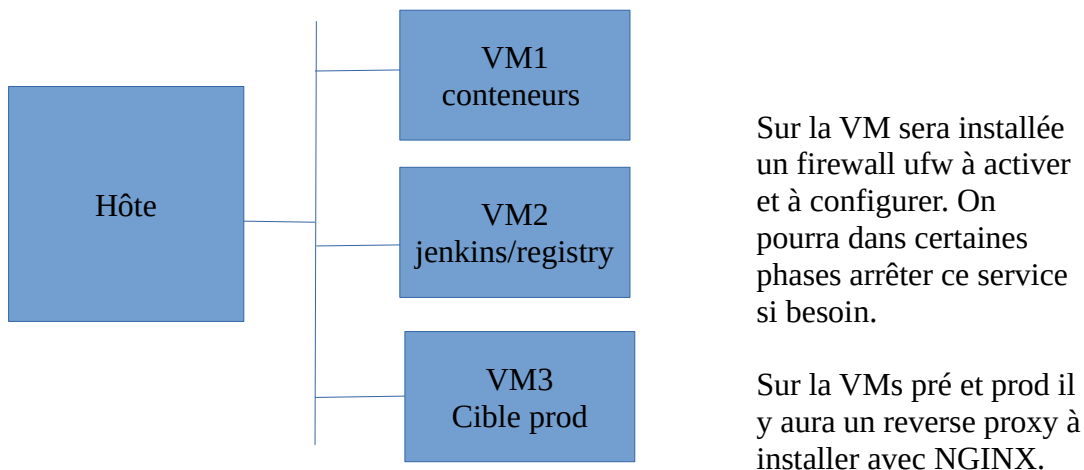 Hôte
VM1
conteneurs
VM2
jenkins/registry
VM3
Cible prod
Sur la VM sera installée
un firewall ufw à activer
et à configurer. On
pourra dans certaines
phases arrêter ce service
si besoin.
Sur la VMs pré et prod il
y aura un reverse proxy à
installer avec NGINX.